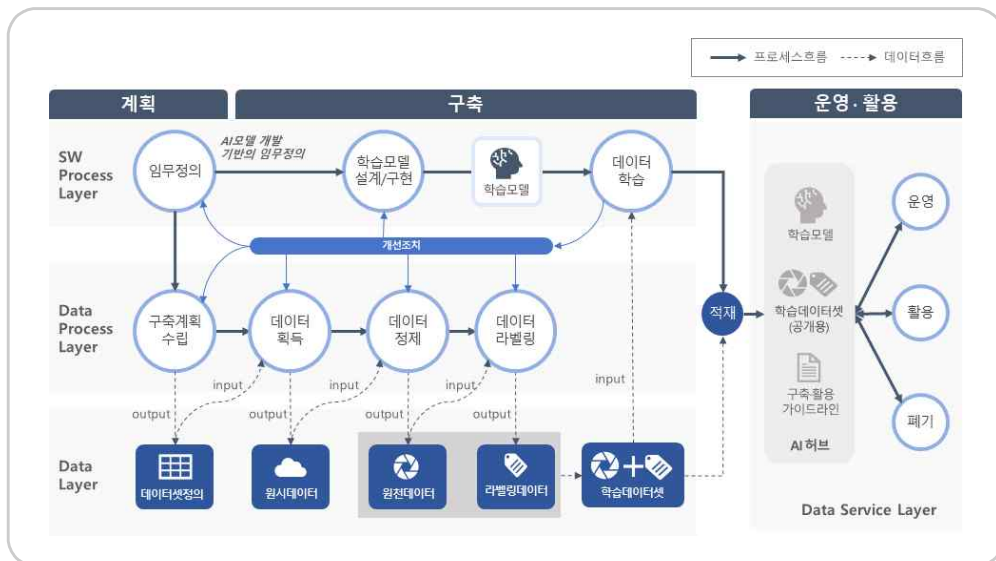 프로세스흐름
데이터흐름
계획
구축
운영·활용
SW
Process
Layer
임무정의
AI모델 개발
기반의 임무정의
학습모델
설계/구현
학습모델
데이터
학습
개선조치
Data
Process
Layer
구축계획
수립
데이터
획득
데이터
정제
데이터
라벨링
적재
output
input
output
input
output
input
output
input
Data
Layer
데이터셋정의
원시데이터
원천데이터
라벨링데이터
학습데이터셋
학습모델
학습데이터셋
(공개용)
구축·활용
가이드라인
AI 허브
운영
활용
폐기
Data Service Layer